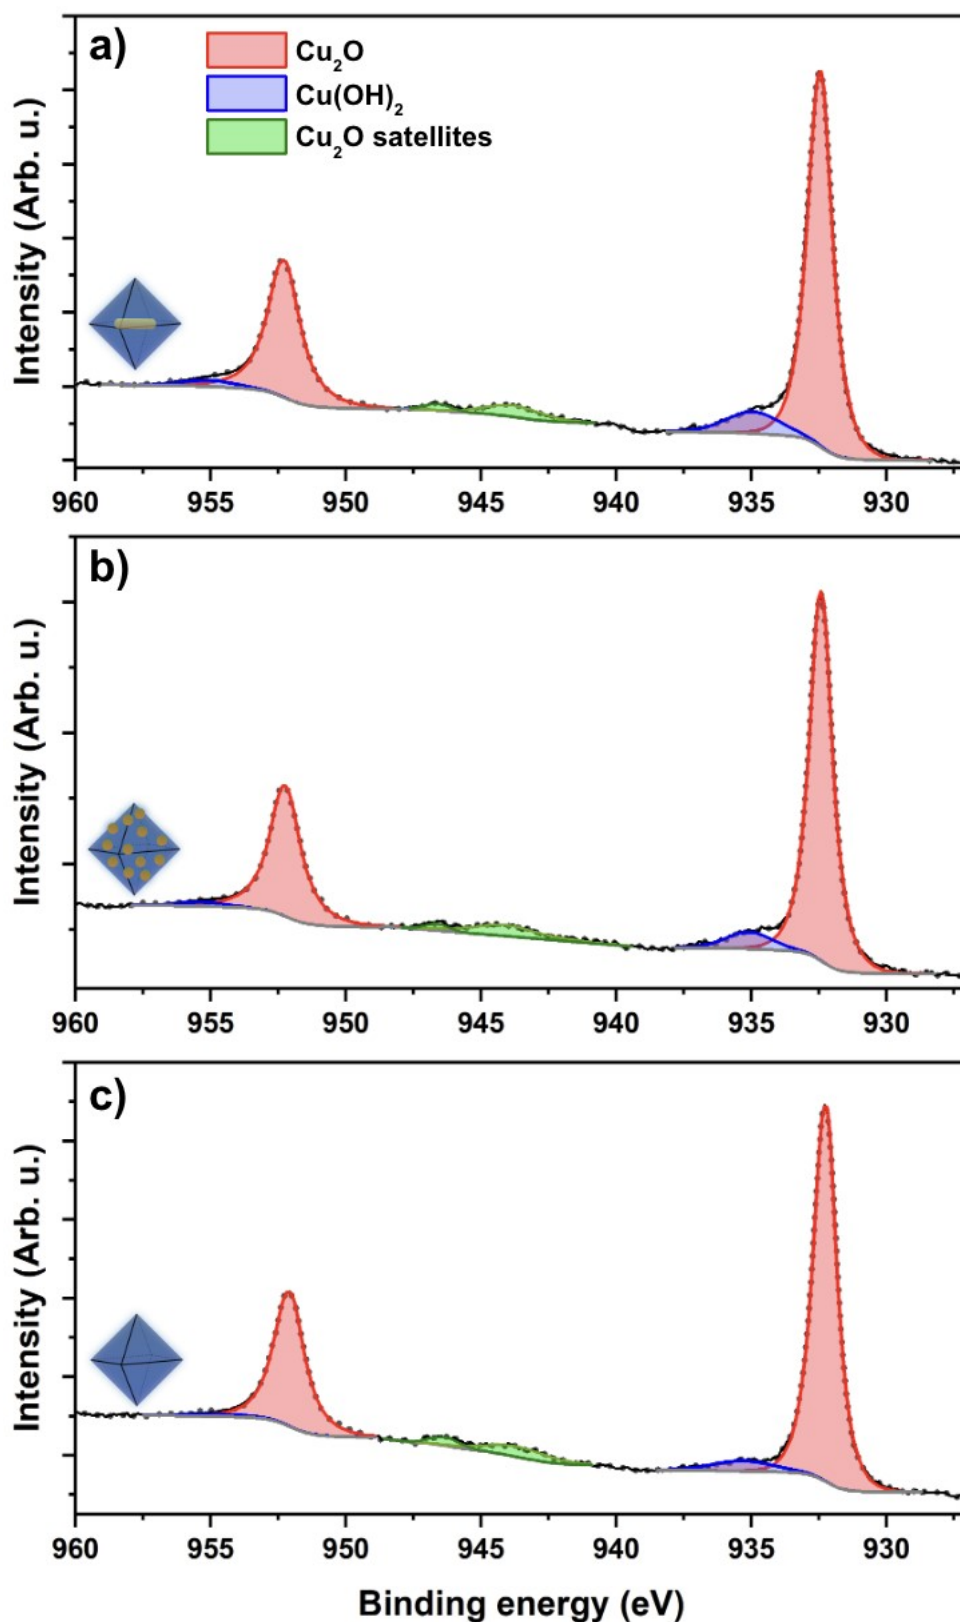 a)
Cu₂O
Cu(OH)₂
Cu₂O satellites
Intensity (Arb. u.)
960 955 950 945 940 935 930
b)
Intensity (Arb. u.)
960 955 950 945 940 935 930
c)
Intensity (Arb. u.)
960 955 950 945 940 935 930
Binding energy (eV)